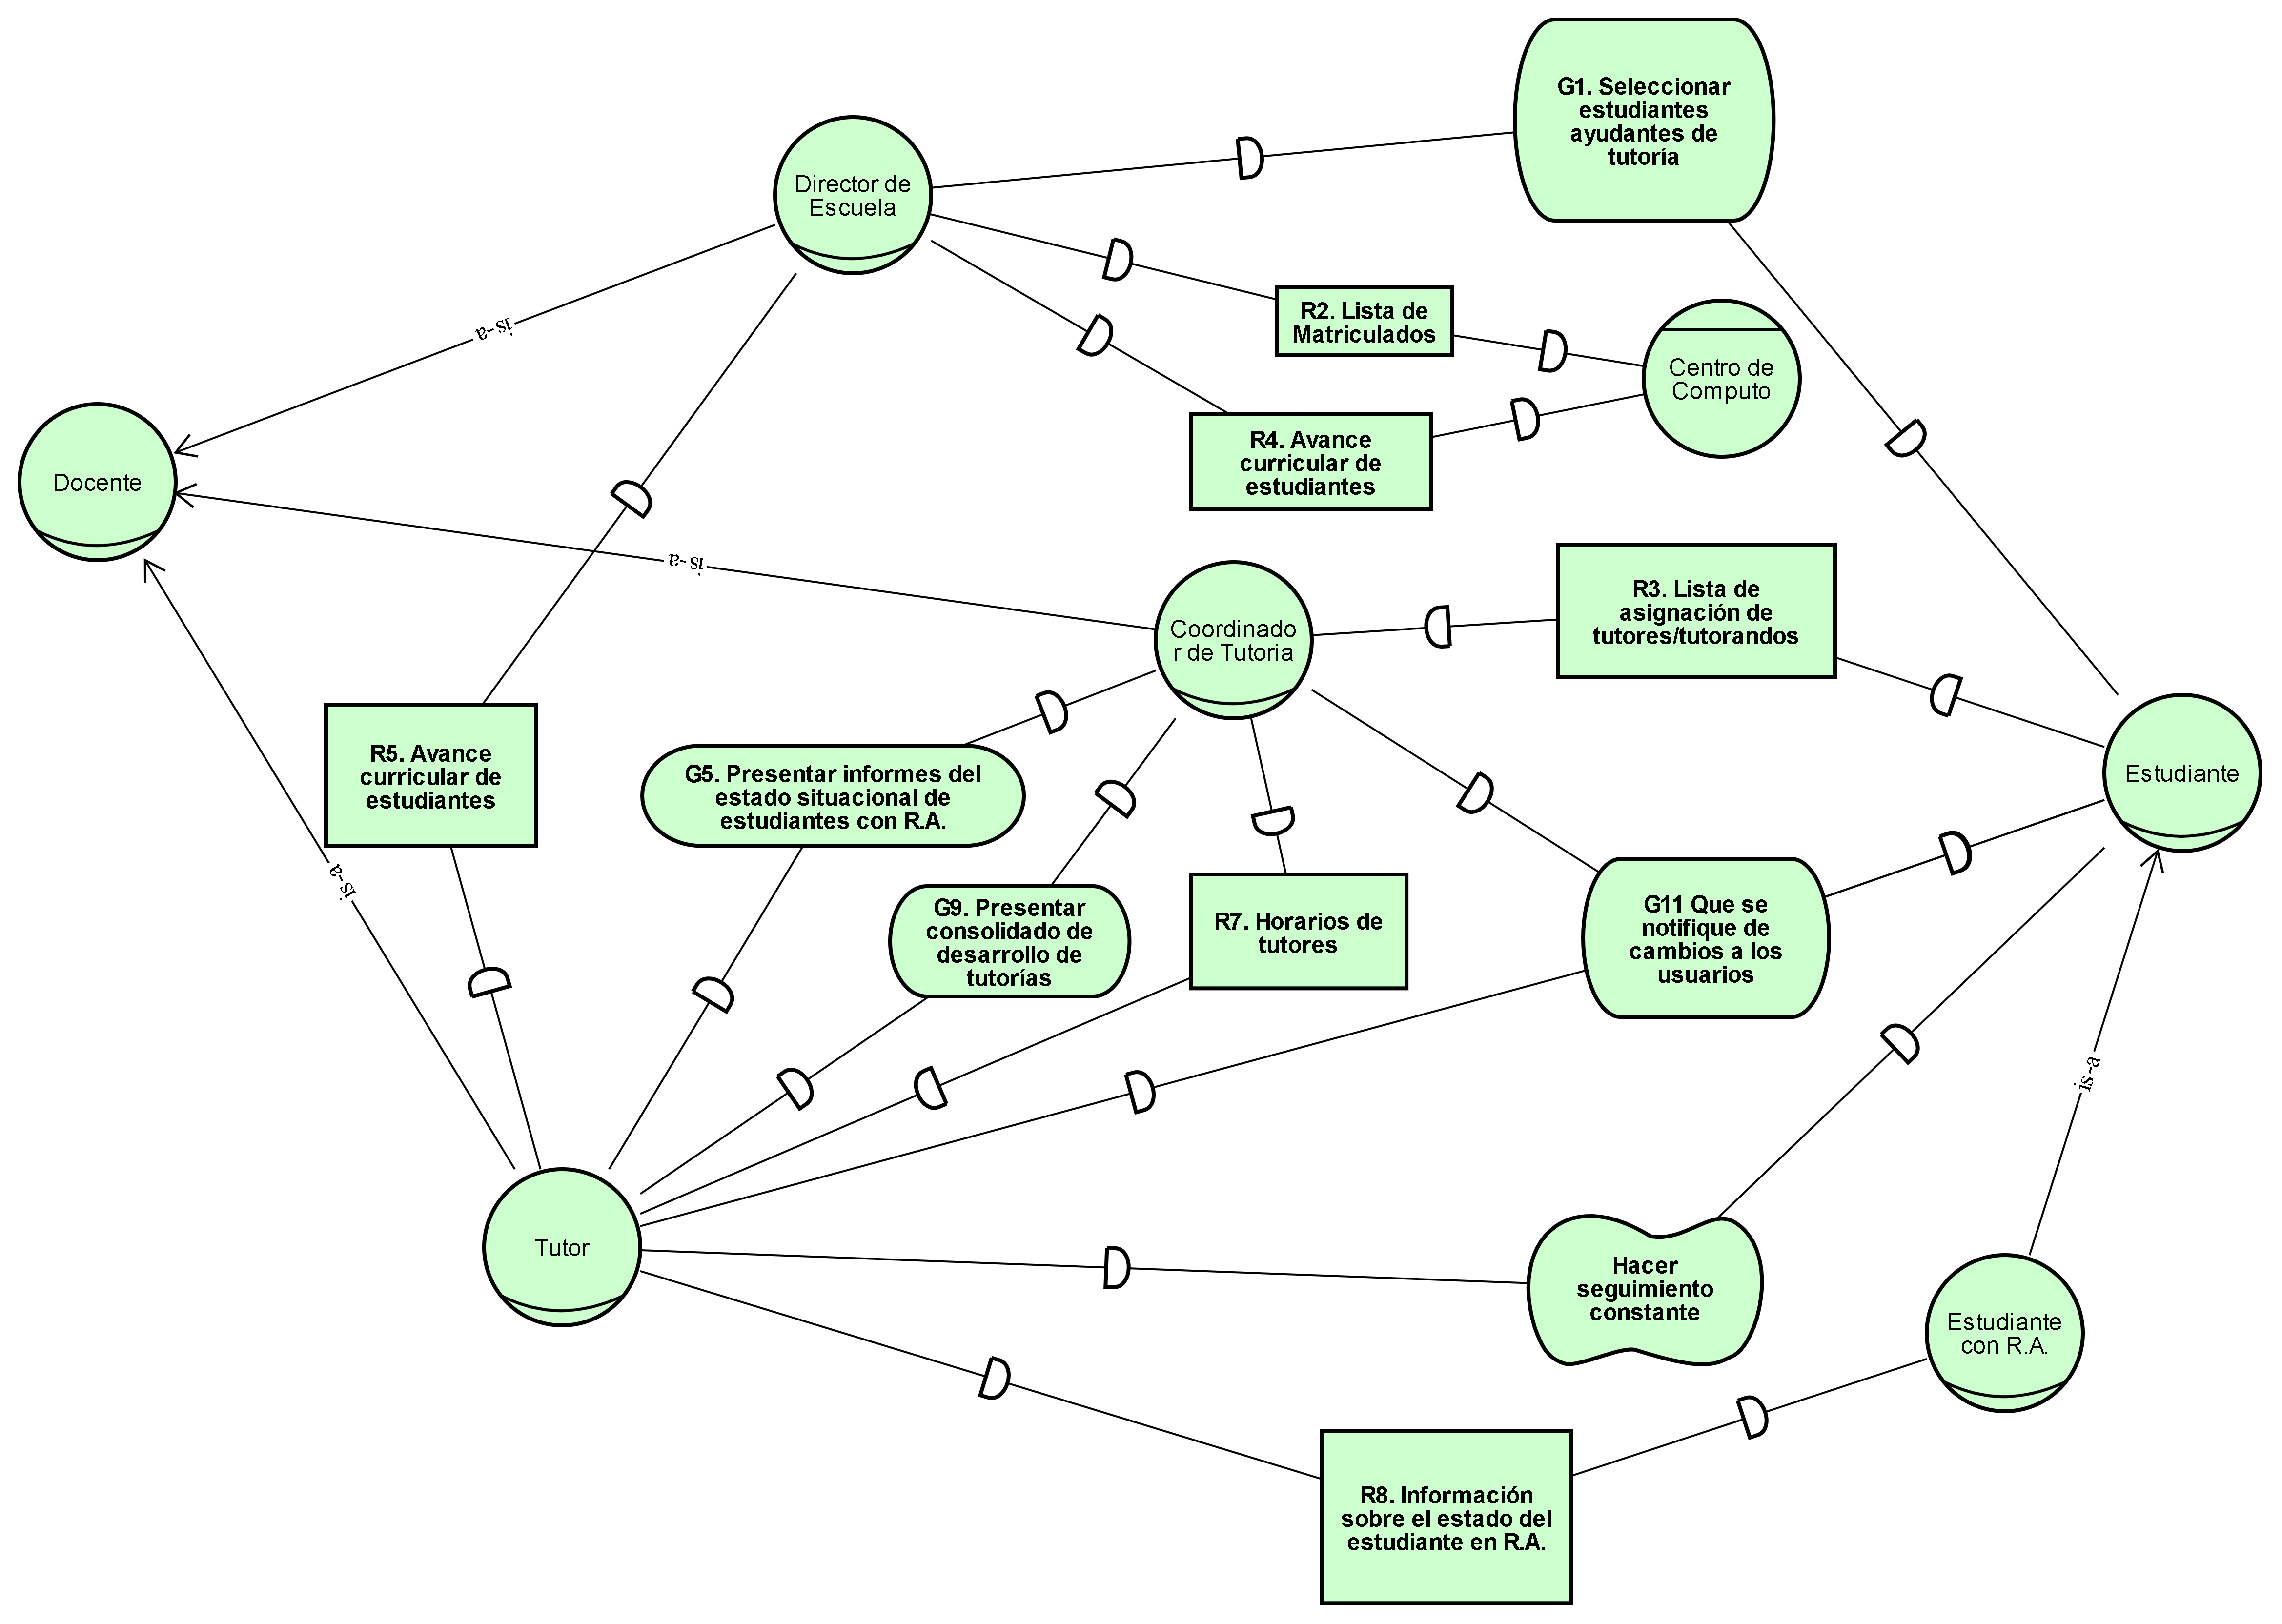 G1. Seleccionar
estudiantes
ayudantes de
tutoría
Director de
Escuela
R2. Lista de
Matriculados
is-a
Centro de
Computo
R4. Avance
curricular de
estudiantes
Docente
is-a
R3. Lista de
asignación de
tutores/tutorandos
Coordinado
r de Tutoria
R5. Avance
curricular de
estudiantes
G5. Presentar informes del
estado situacional de
estudiantes con R.A.
Estudiante
is-a
G9. Presentar
consolidado de
desarrollo de
tutorías
R7. Horarios de
tutores
G11 Que se
notifique de
cambios a los
usuarios
is-a
Tutor
Hacer
seguimiento
constante
Estudiante
con R.A.
R8. Información
sobre el estado del
estudiante en R.A.